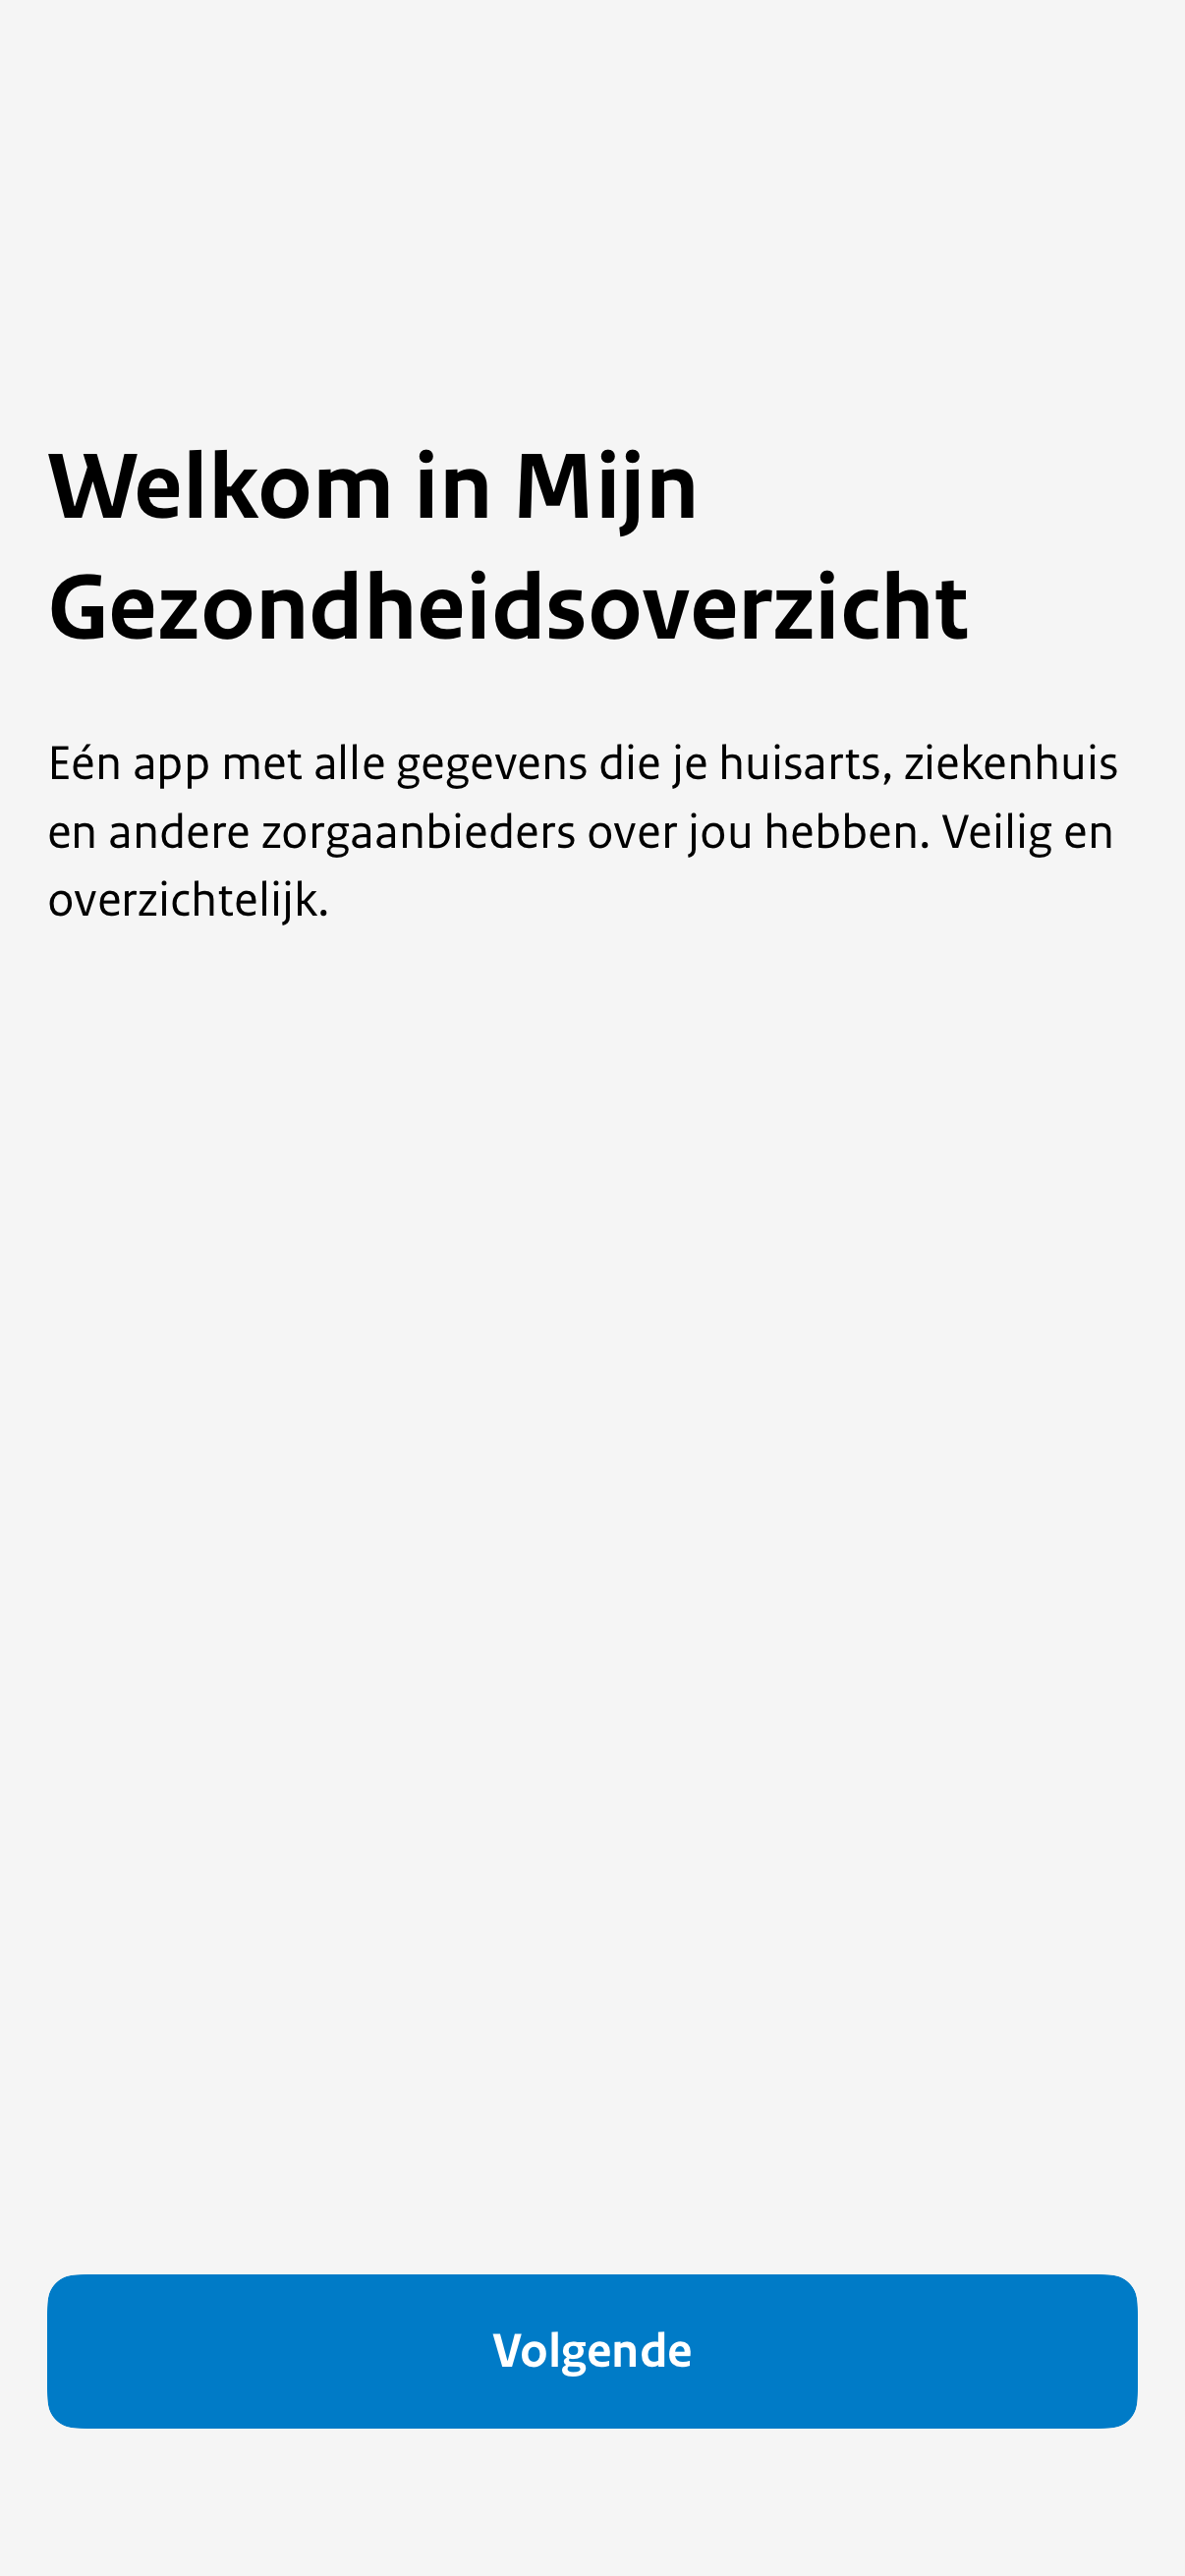 Welkom in Mijn
Gezondheidsoverzicht
Eén app met alle gegevens die je huisarts, ziekenhuis
en andere zorgaanbieders over jou hebben. Veilig en
overzichtelijk.
Volgende